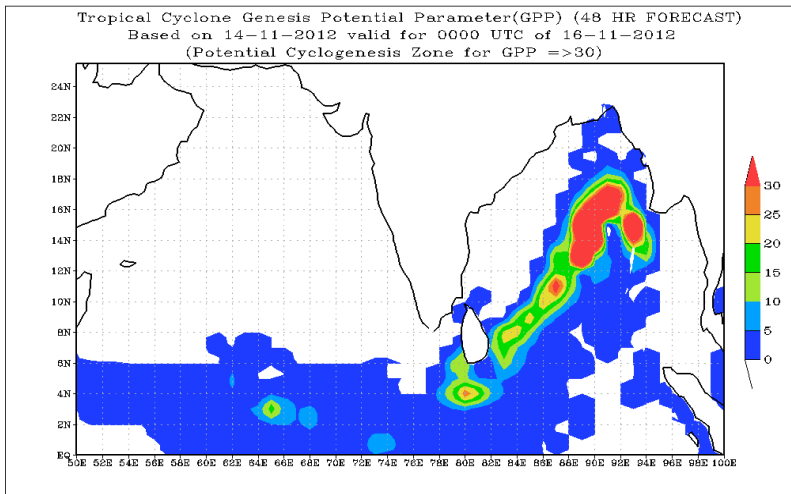 Tropical Cyclone Genesis Potential Parameter(GPP) (48 HR FORECAST)
Based on 14-11-2012 valid for 0000 UTC of 16-11-2012
(Potential Cyclogenesis Zone for GPP =>30)
24N
22N
20N
18N
16N
14N
12N
10N
8N
6N
4N
2N
EQ
50E 52E 54E 56E 58E 60E 62E 64E 66E 68E 70E 72E 74E 76E 78E 80E 82E 84E 86E 88E 90E 92E 94E 96E 98E 100E
30
25
20
15
10
5
0